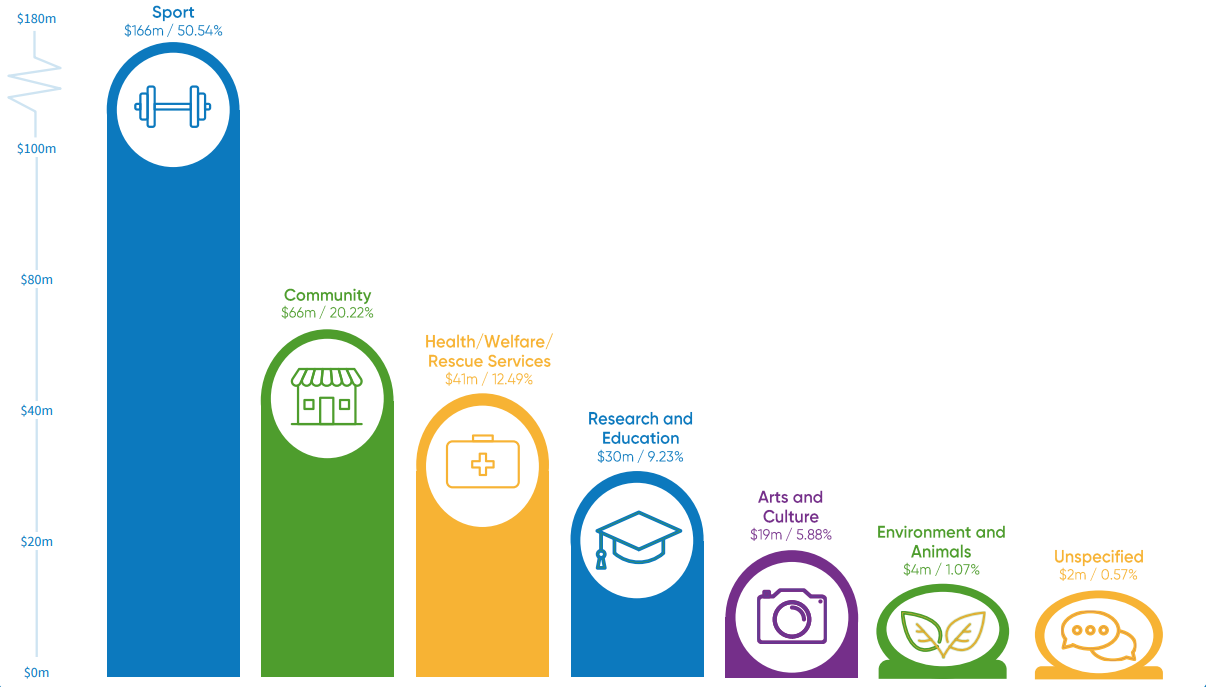 $180m
$100m
$80m
$40m
$20m
$0m
Sport
$166m / 50.54%
Community
$66m / 20.22%
Health/Welfare/
Rescue Services
$41m / 12.49%
Research and
Education
$30m / 9.23%
Arts and
Culture
$19m / 5.88%
Environment and
Animals
$4m / 1.07%
Unspecified
$2m / 0.57%